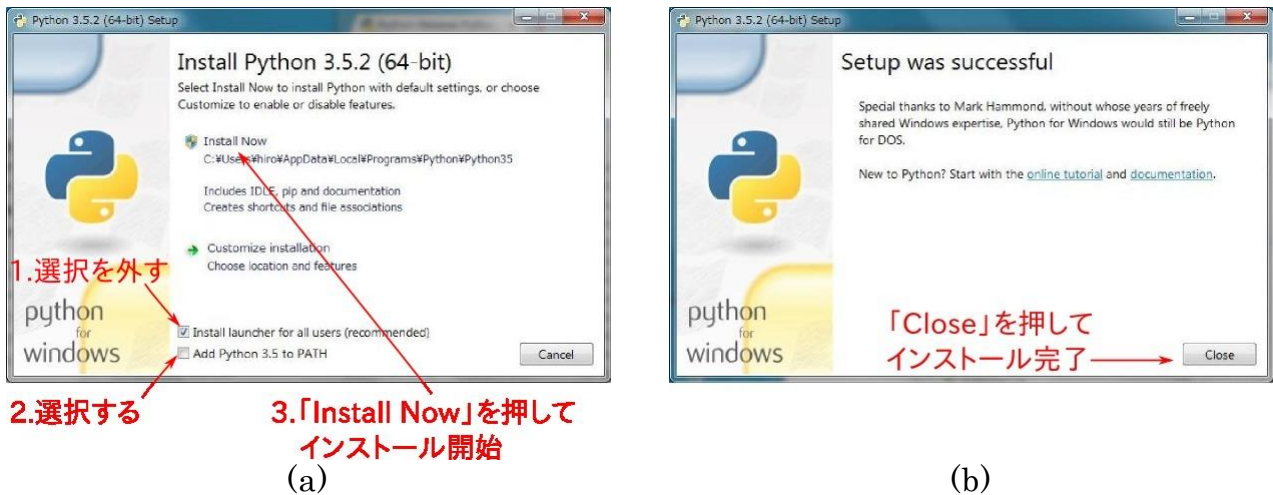 Python 3.5.2 (64-bit) Setup
Install Python 3.5.2 (64-bit)
Select Install Now to install Python with default settings, or choose
Customize to enable or disable features.
Install Now
C:¥Users¥hiro¥AppData¥Local¥Programs¥Python¥Python35
Includes IDLE, pip and documentation
Creates shortcuts and file associations
Customize installation
Choose location and features
1.選択を外す
python
for
windows
Install launcher for all users (recommended)
Add Python 3.5 to PATH
Cancel
2.選択する
3.「Install Now」を押して
インストール開始
(a)
Python 3.5.2 (64-bit) Setup
Setup was successful
Special thanks to Mark Hammond, without whose years of freely
shared Windows expertise, Python for Windows would still be Python
for DOS.
New to Python? Start with the online tutorial and documentation.
python
for
windows
「Close」を押して
インストール完了
Close
(b)